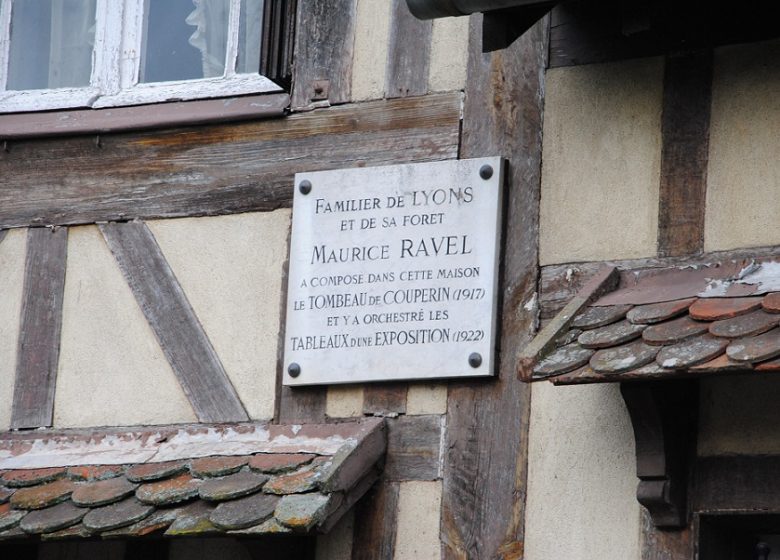 FAMILIER DE LYONS
ET DE SA FORET
MAURICE RAVEL
A COMPOSE DANS CETTE MAISON
LE TOMBEAU DE COUPERIN (1917)
ET Y A ORCHESTRÉ LES
TABLEAUX D'UNE EXPOSITION (1922)